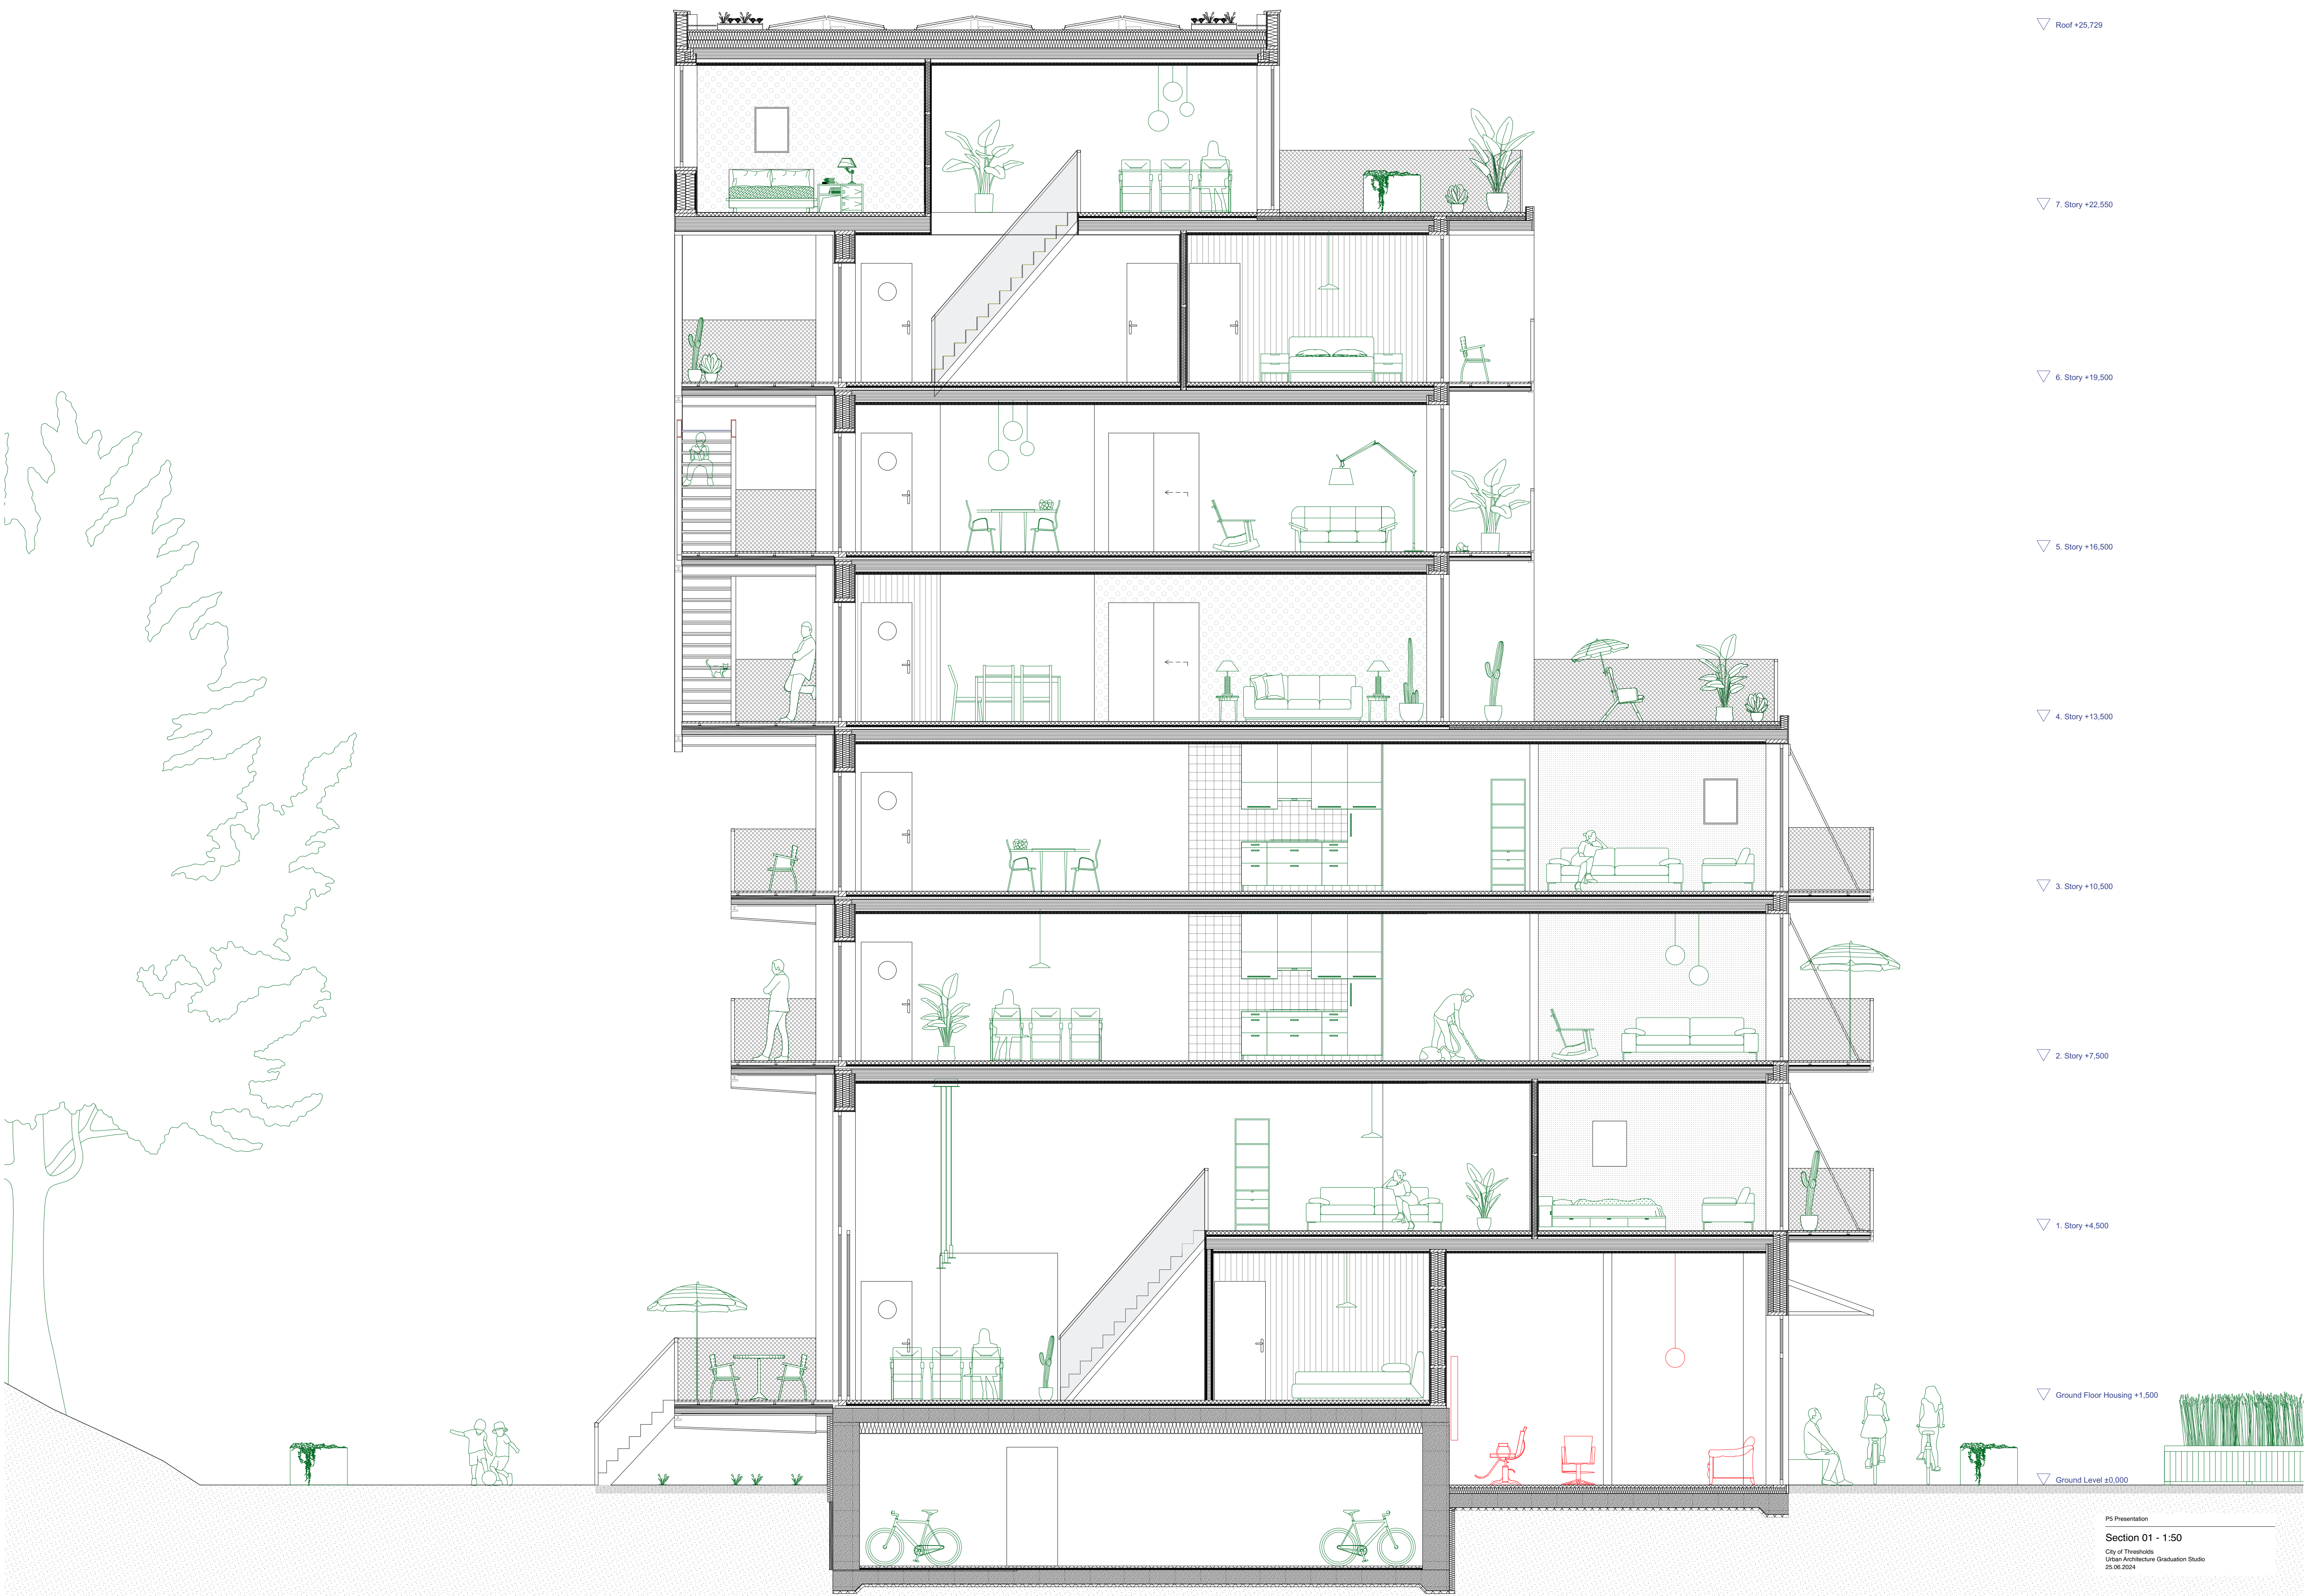 Roof +25,729
7. Story +22,550
6. Story +19,500
5. Story +16,500
4. Story +13,500
3. Story +10,500
2. Story +7,500
1. Story +4,500
Ground Floor Housing +1,500
Ground Level ±0,000
P5 Presentation
Section 01 - 1:50
City of Thresholds
Urban Architecture Graduation Studio
25.06.2024